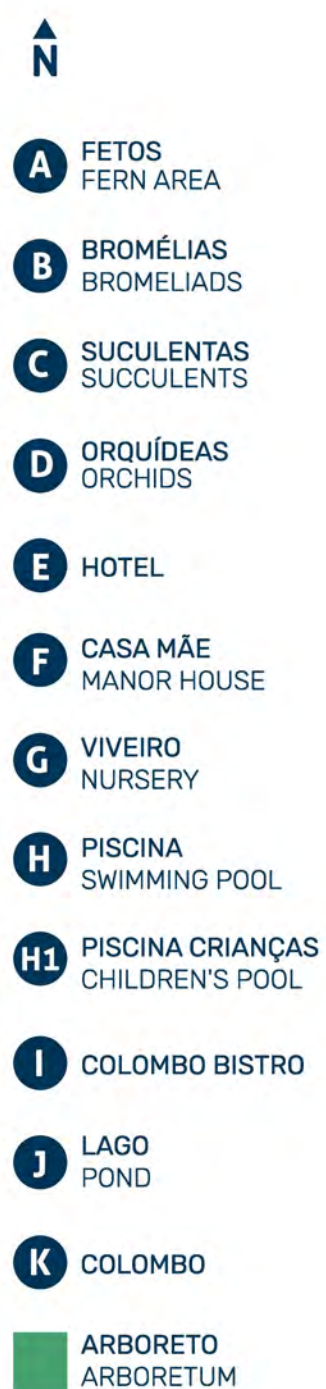 N
A
FETOS
FERN AREA
B
BROMÉLIAS
BROMELIADS
C
SUCULENTAS
SUCCULENTS
D
ORQUÍDEAS
ORCHIDS
E
HOTEL
F
CASA MÃE
MANOR HOUSE
G
VIVEIRO
NURSERY
H
PISCINA
SWIMMING POOL
H1
PISCINA CRIANÇAS
CHILDREN'S POOL
I
COLOMBO BISTRO
J
LAGO
POND
K
COLOMBO
ARBORETO
ARBORETUM